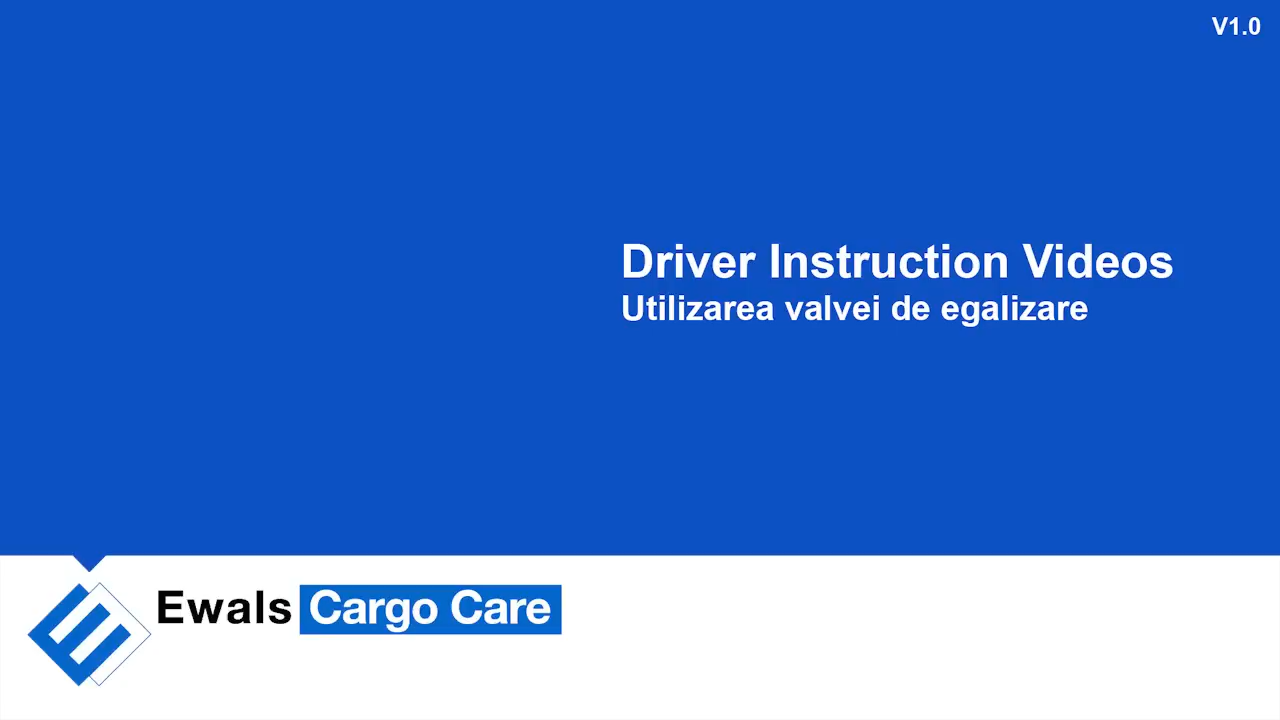 V1.0
Driver Instruction Videos
Utilizarea valvei de egalizare
Ewals Cargo Care